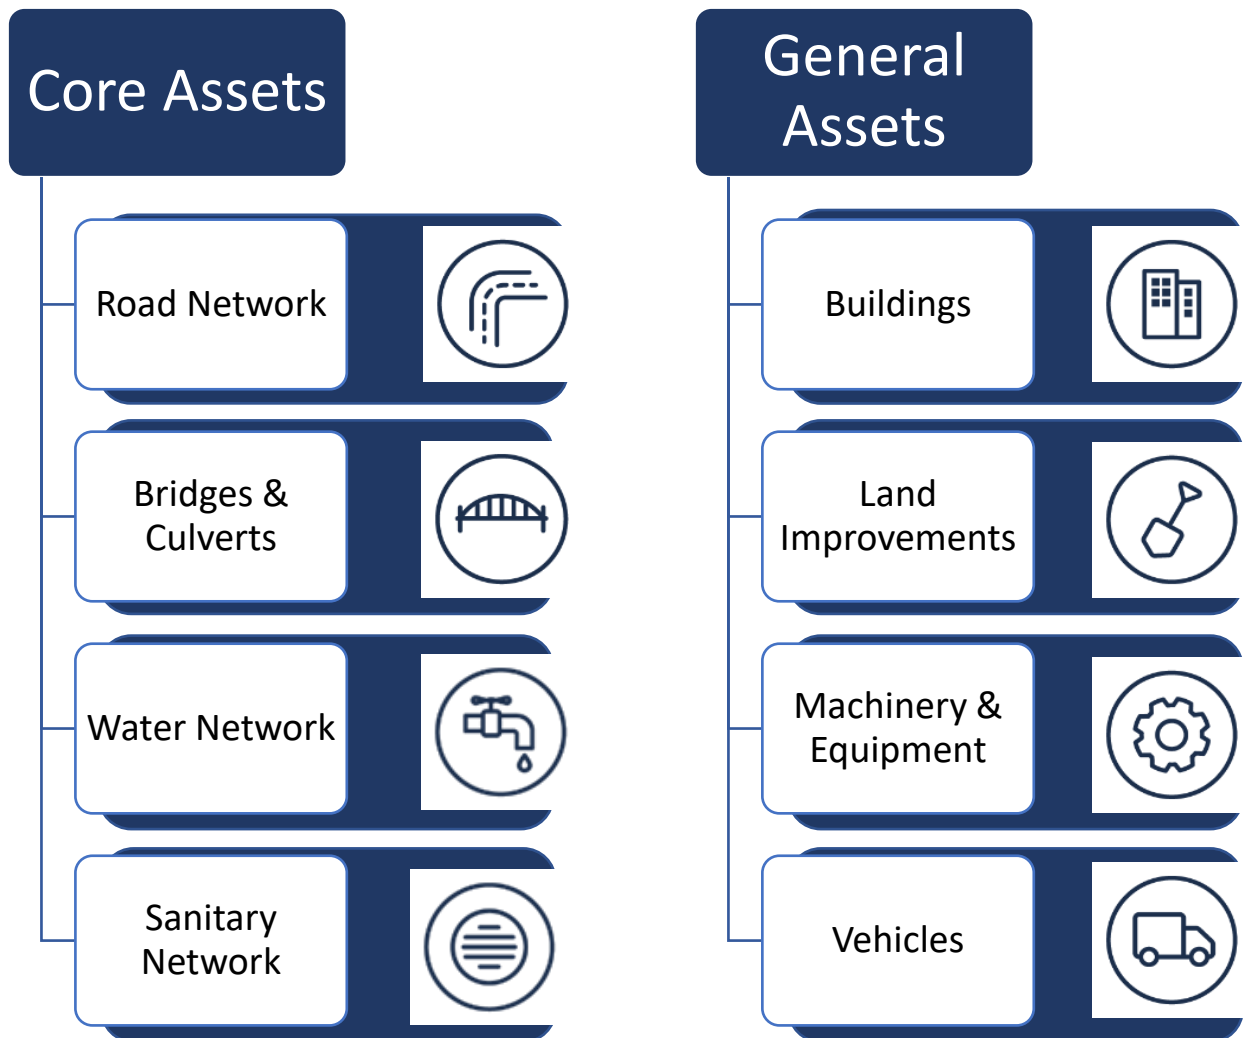 Core Assets
Road Network
Bridges &
Culverts
Water Network
Sanitary
Network
General
Assets
Buildings
Land
Improvements
Machinery &
Equipment
Vehicles